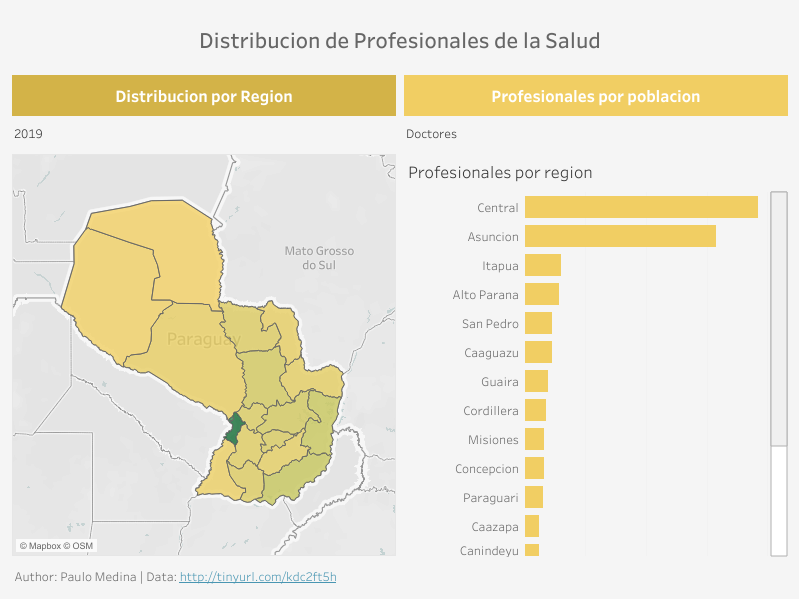 Distribucion de Profesionales de la Salud
Distribucion por Region
Profesionales por poblacion
2019
Doctores
Mato Grosso
do Sul
Paraguay
© Mapbox © OSM
Profesionales por region
Central
Asuncion
Itapua
Alto Parana
San Pedro
Caaguazu
Guaira
Cordillera
Misiones
Concepcion
Paraguari
Caazapa
Canindeyu
Author: Paulo Medina | Data: http://tinyurl.com/kdc2ft5h